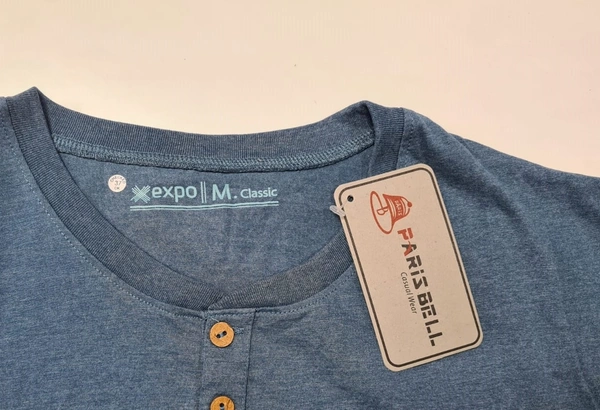 expo || M. Classic
PARIS BELL
Casual Wear